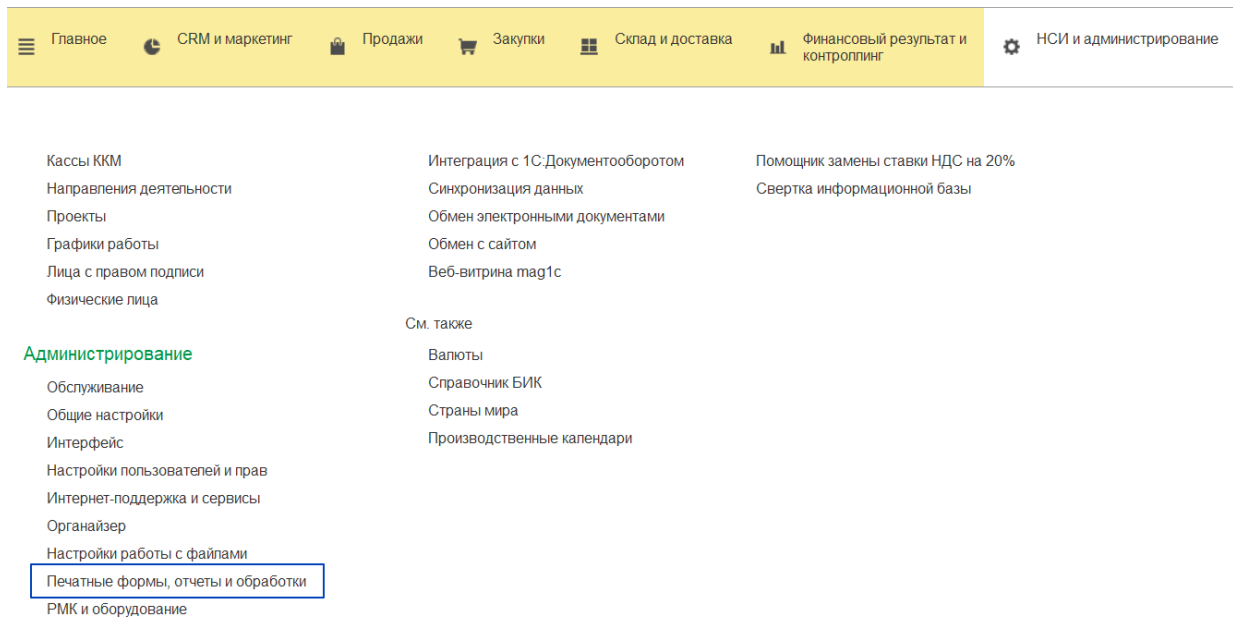 Главное
CRM и маркетинг
Продажи
Закупки
Склад и доставка
Финансовый результат и
контроллинг
НСИ и администрирование
Кассы ККМ
Направления деятельности
Проекты
Графики работы
Лица с правом подписи
Физические лица
Администрирование
Обслуживание
Общие настройки
Интерфейс
Настройки пользователей и прав
Интернет-поддержка и сервисы
Органайзер
Настройки работы с файлами
Печатные формы, отчеты и обработки
РМК и оборудование
Интеграция с 1С:Документооборотом
Синхронизация данных
Обмен электронными документами
Обмен с сайтом
Веб-витрина mag1c
См. также
Валюты
Справочник БИК
Страны мира
Производственные календари
Помощник замены ставки НДС на 20%
Свертка информационной базы